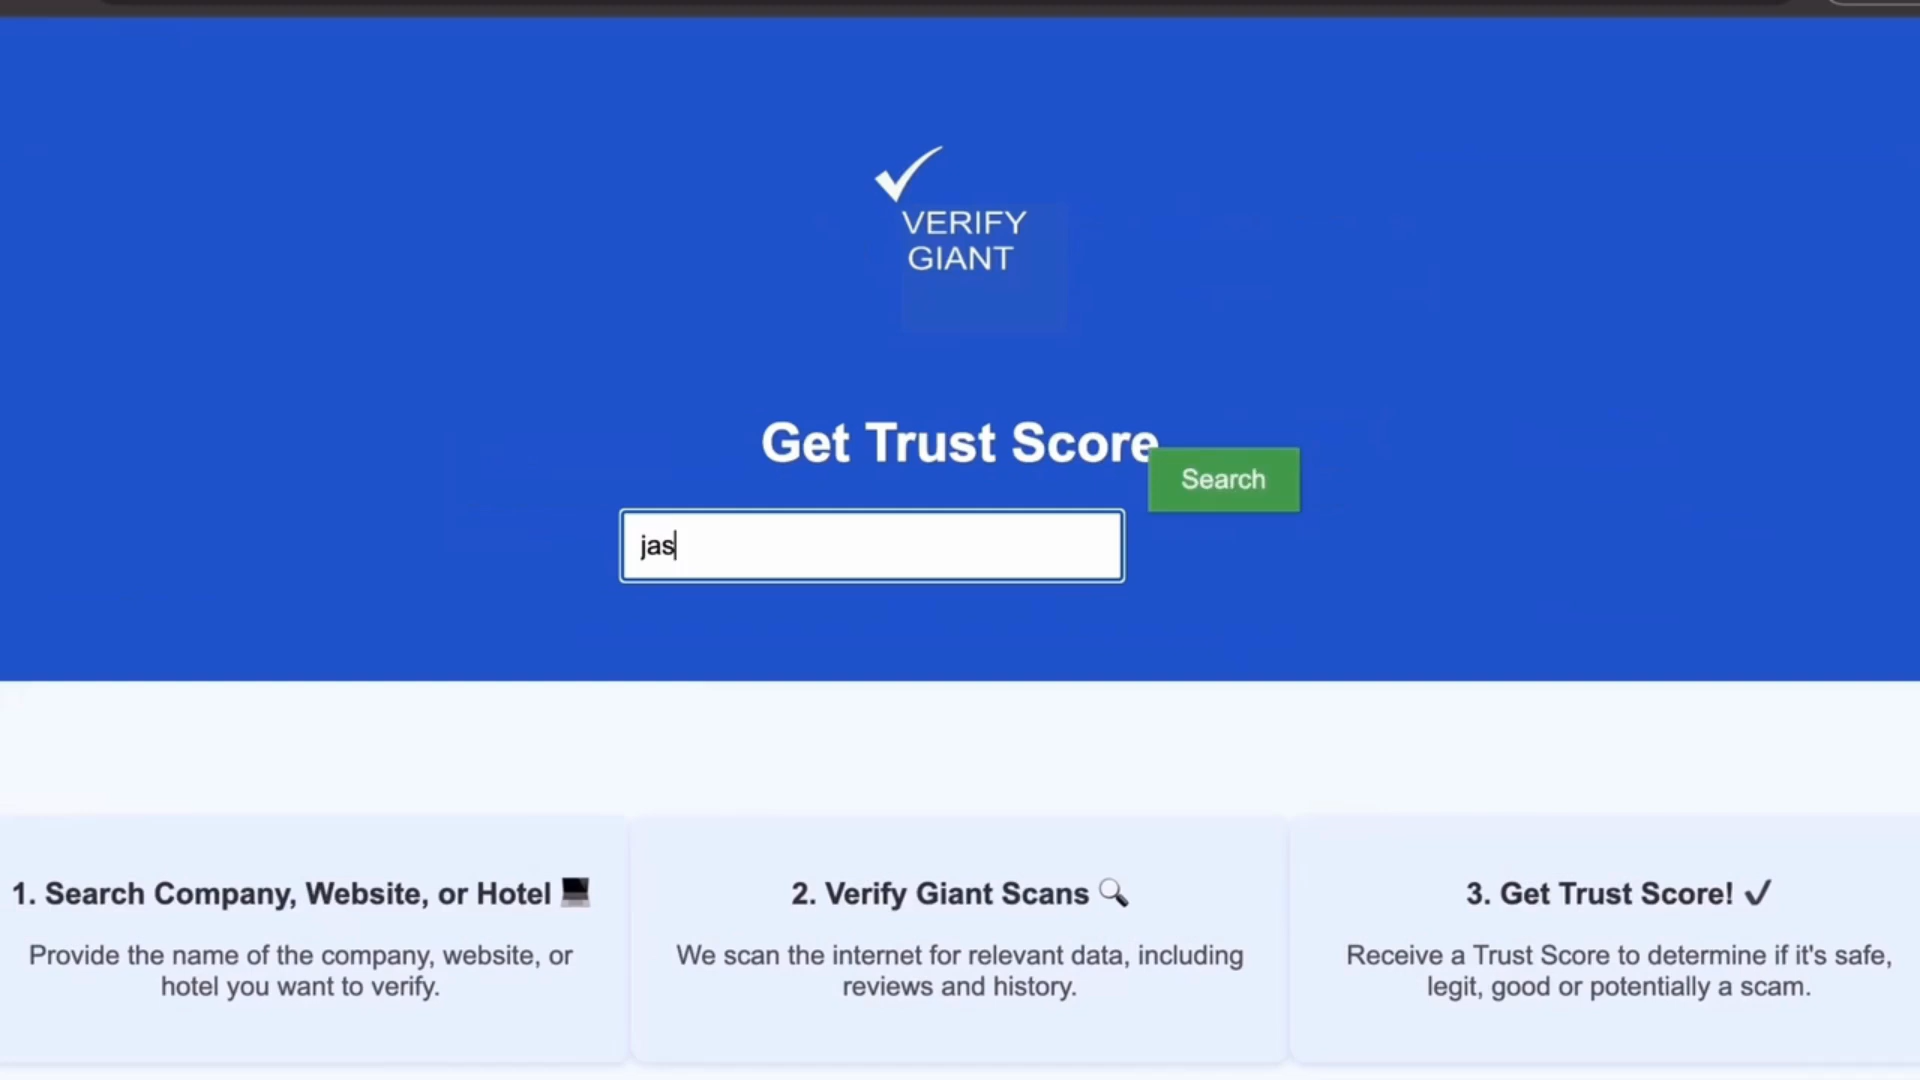 VERIFY
GIANT
Get Trust Score
Search
jas
1. Search Company, Website, or Hotel
Provide the name of the company, website, or
hotel you want to verify.
2. Verify Giant Scans
We scan the internet for relevant data, including
reviews and history.
3. Get Trust Score!
Receive a Trust Score to determine if it's safe,
legit, good or potentially a scam.